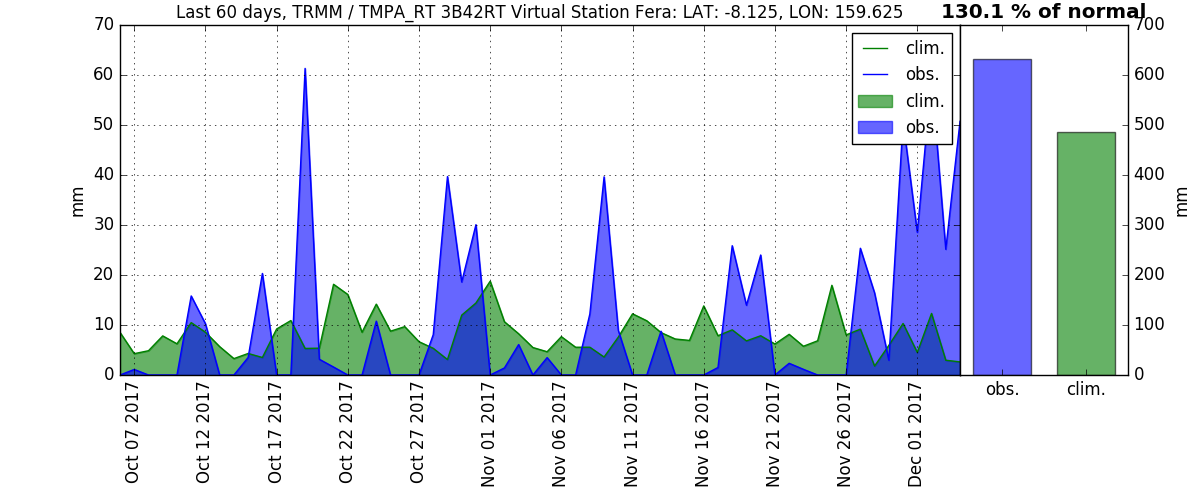 Last 60 days, TRMM / TMPA_RT 3B42RT Virtual Station Fera: LAT: -8.125, LON: 159.625
130.1 % of normal
70
60
50
40
30
20
10
0
mm
clim.
obs.
clim.
obs.
700
600
500
400
300
200
100
0
mm
obs.
clim.
Oct 07 2017
Oct 12 2017
Oct 17 2017
Oct 22 2017
Oct 27 2017
Nov 01 2017
Nov 06 2017
Nov 11 2017
Nov 16 2017
Nov 21 2017
Nov 26 2017
Dec 01 2017